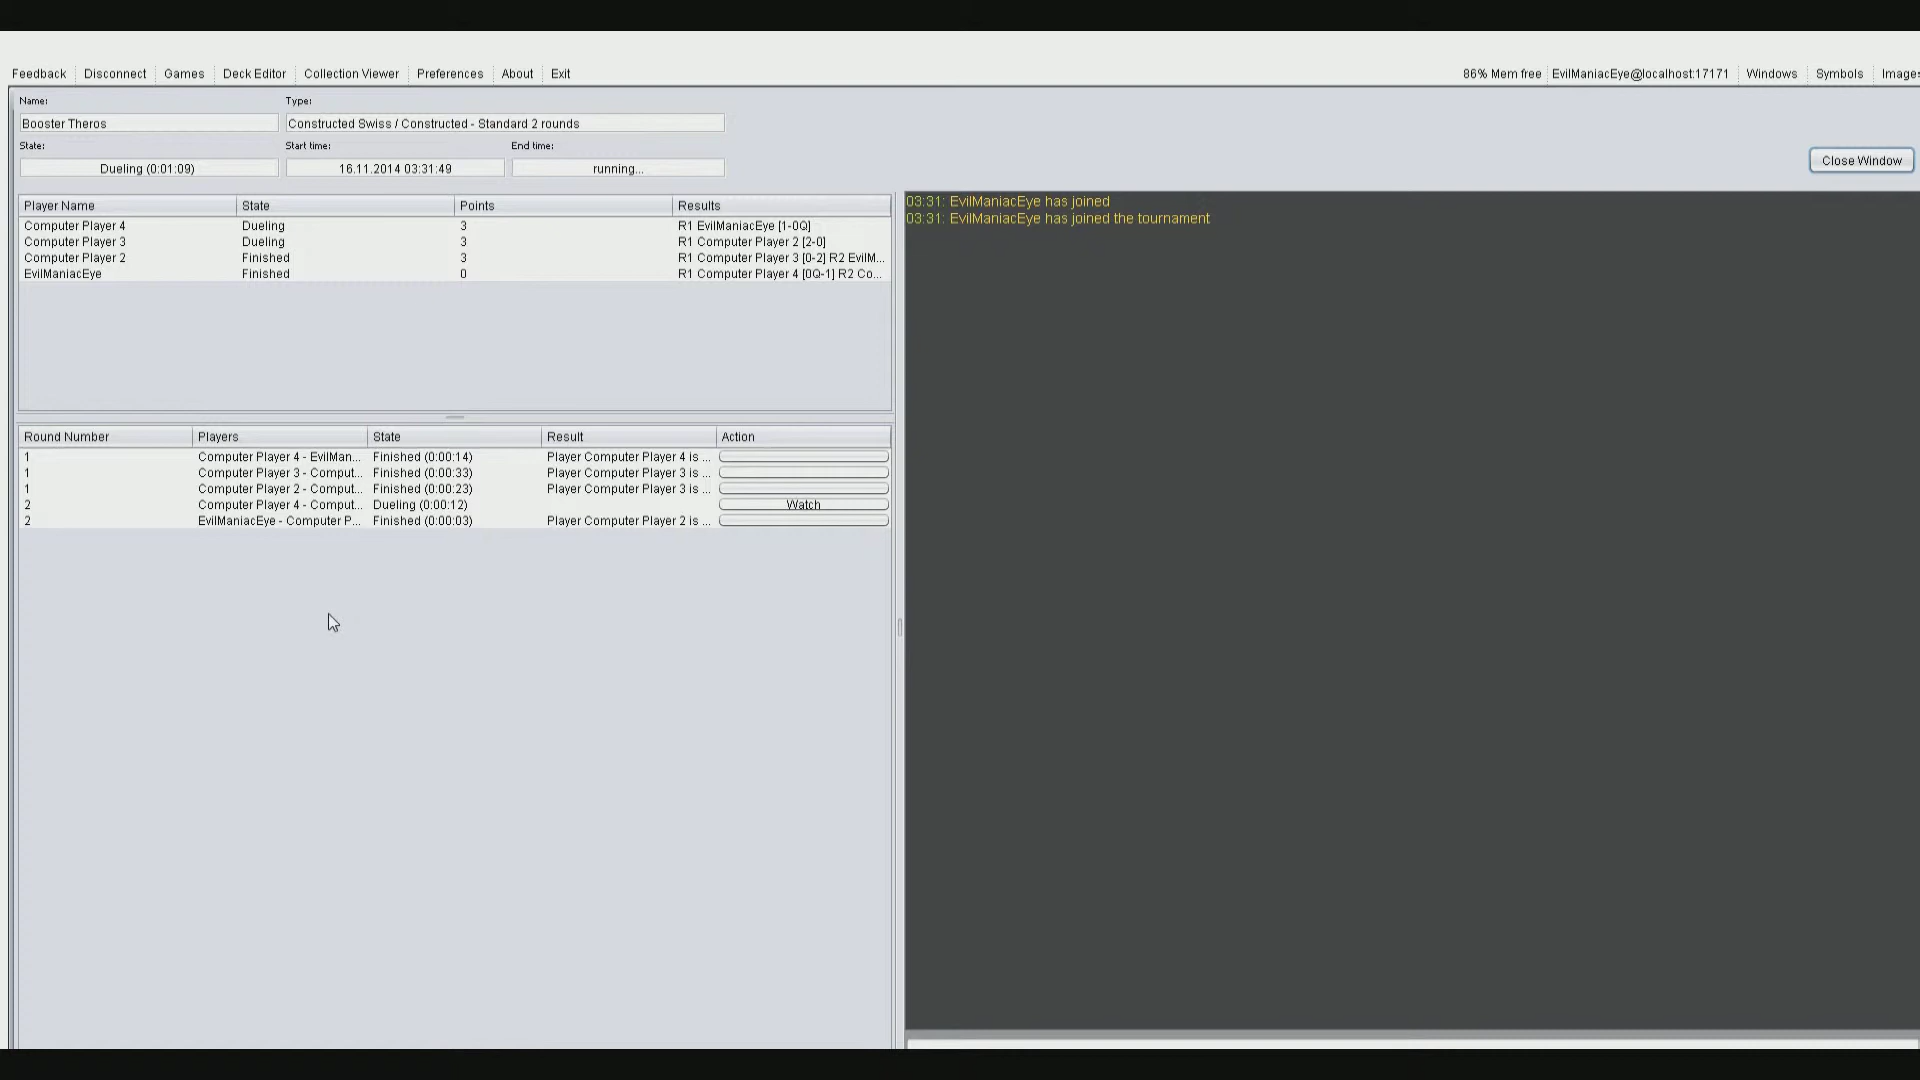 Feedback Disconnect Games Deck Editor Collection Viewer Preferences About Exit 86% Mem free EvilManiacEye@localhost:17171 Windows Symbols Images
Name: Type:
Booster Theros Constructed Swiss / Constructed - Standard 2 rounds
State: Start time: End time:
Dueling (0:01:09) 16.11.2014 03:31:49 running...
Close Window
Player Name State Points Results
Computer Player 4 Dueling 3 R1 EvilManiacEye [1-0Q]
Computer Player 3 Dueling 3 R1 Computer Player 2 [2-0]
Computer Player 2 Finished 3 R1 Computer Player 3 [0-2] R2 EvilM...
EvilManiacEye Finished 0 R1 Computer Player 4 [0Q-1] R2 Co...
Round Number Players State Result Action
1 Computer Player 4 - EvilMan... Finished (0:00:14) Player Computer Player 4 is ...
1 Computer Player 3 - Comput... Finished (0:00:33) Player Computer Player 3 is ...
1 Computer Player 2 - Comput... Finished (0:00:23) Player Computer Player 3 is ...
2 Computer Player 4 - Comput... Dueling (0:00:12) Watch
2 EvilManiacEye - Computer P... Finished (0:00:03) Player Computer Player 2 is ...
03:31: EvilManiacEye has joined
03:31: EvilManiacEye has joined the tournament